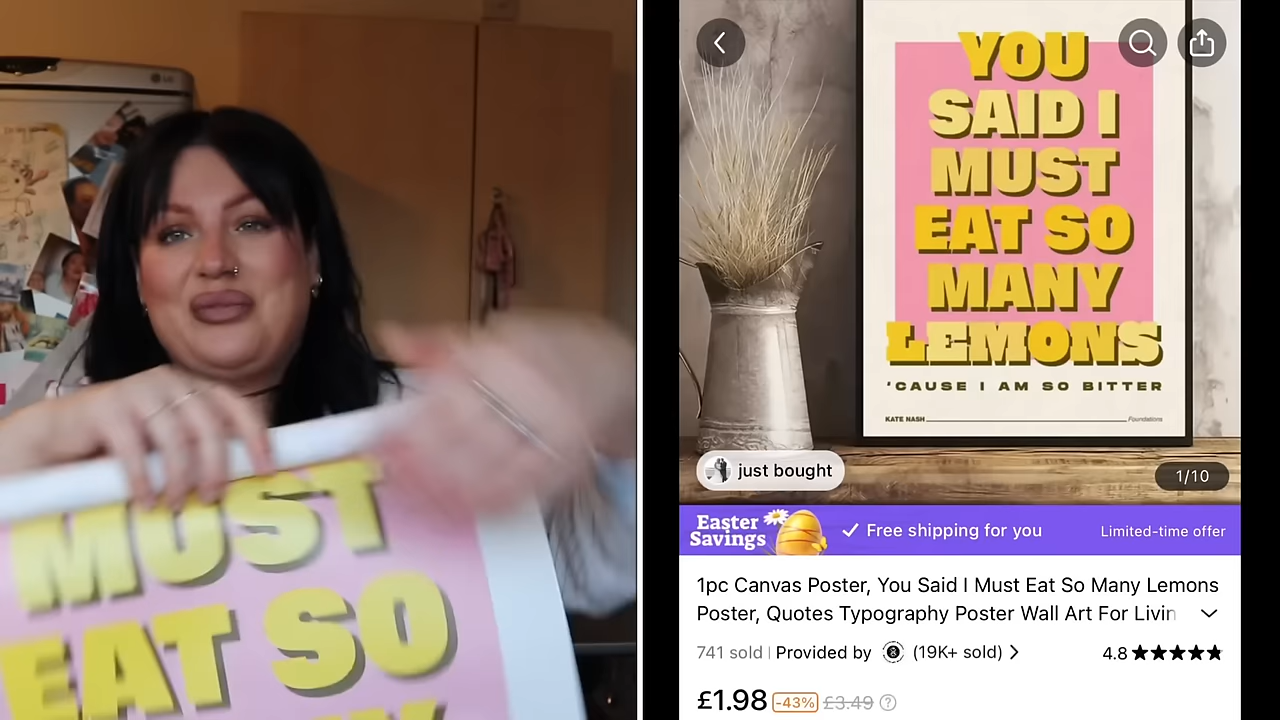 LG
MUST
EAT SO
YOU
SAID I
MUST
EAT SO
MANY
LEMONS
'CAUSE I AM SO BITTER
KATE NASH
Foundations
just bought
1/10
Easter
Savings
Free shipping for you
Limited-time offer
1pc Canvas Poster, You Said I Must Eat So Many Lemons
Poster, Quotes Typography Poster Wall Art For Livin
741 sold | Provided by (19K+ sold)
4.8
£1.98 -43% £3.49 ?